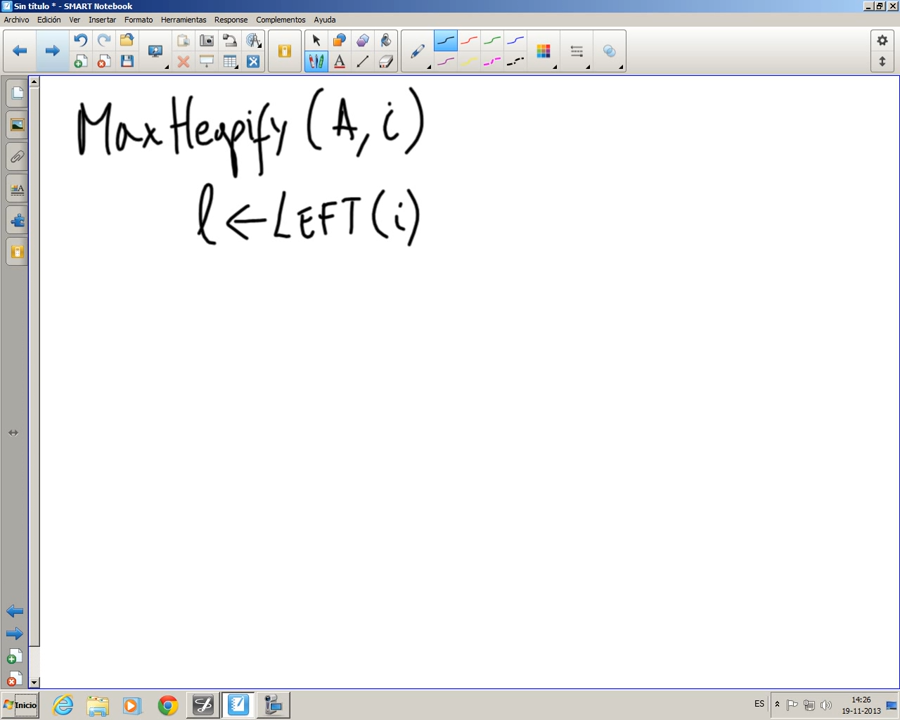 Sin título * - SMART Notebook
Archivo Edición Ver Insertar Formato Herramientas Response Complementos Ayuda
MaxHeapify (A, i)
l ← LEFT (i)
Inicio
ES
14:26
19-11-2013